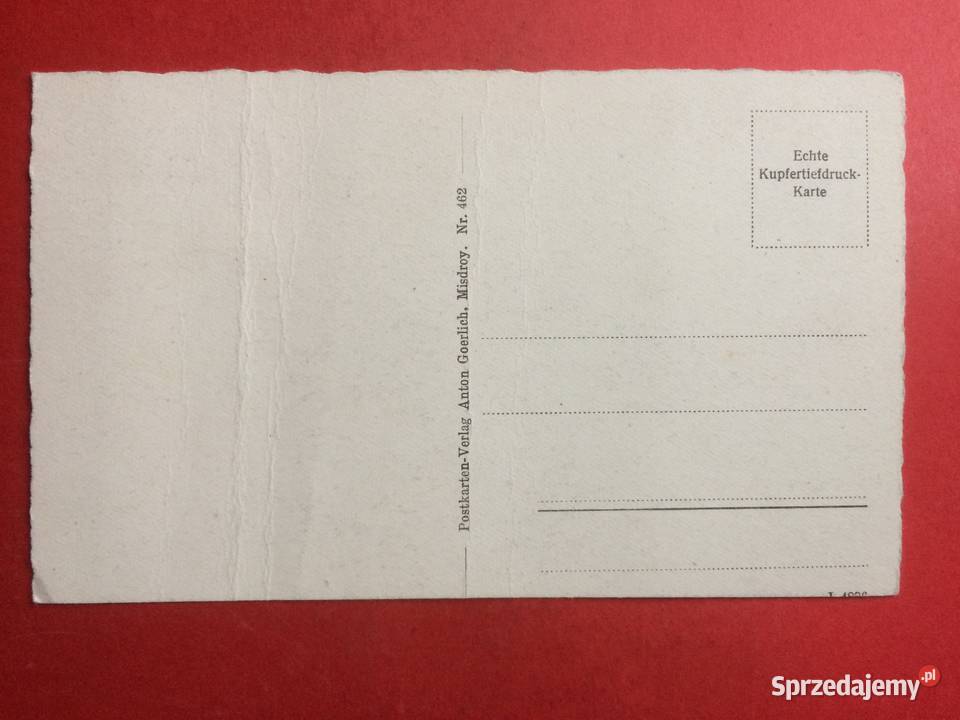 Echte
Kupfertiefdruck-
Karte
Postkarten-Verlag Anton Goerlich, Misdroy. Nr. 462
Sprzedajemy.pl